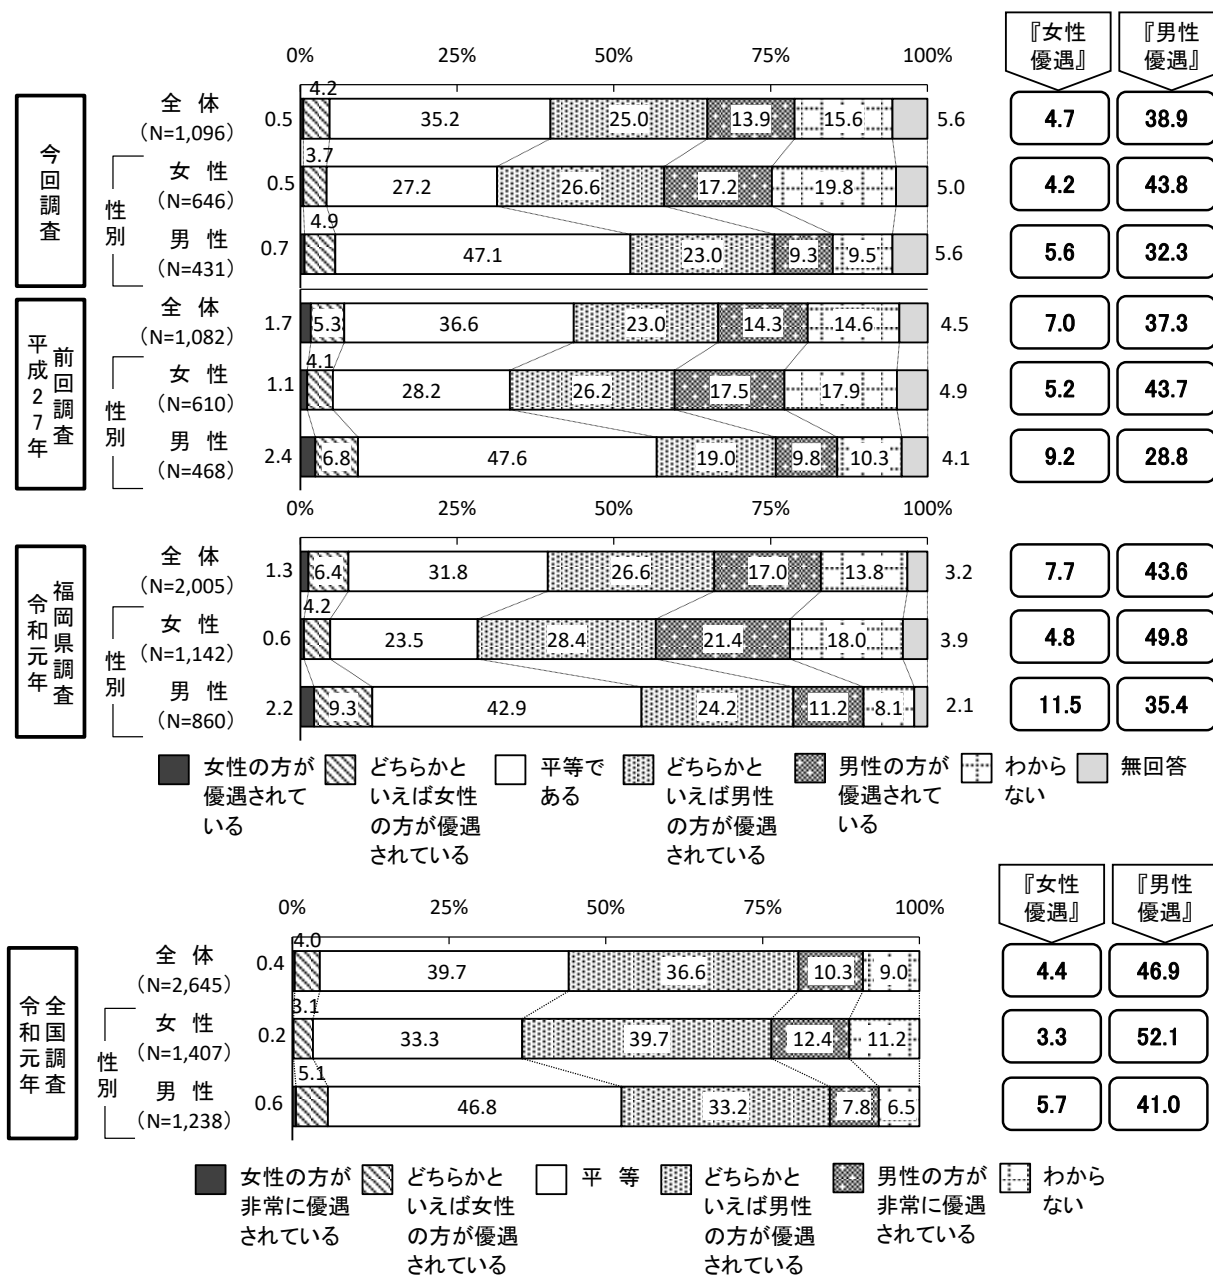 『女性
優遇』
『男性
優遇』
0% 25% 50% 75% 100%
今回調査
全 体
(N=1,096)
0.5 4.2 35.2 25.0 13.9 15.6 5.6 4.7 38.9
性別
女 性
(N=646)
0.5 3.7 27.2 26.6 17.2 19.8 5.0 4.2 43.8
男 性
(N=431)
0.7 4.9 47.1 23.0 9.3 9.5 5.6 5.6 32.3
前回調査
平成27年
全 体
(N=1,082)
1.7 5.3 36.6 23.0 14.3 14.6 4.5 7.0 37.3
性別
女 性
(N=610)
1.1 4.1 28.2 26.2 17.5 17.9 4.9 5.2 43.7
男 性
(N=468)
2.4 6.8 47.6 19.0 9.8 10.3 4.1 9.2 28.8
0% 25% 50% 75% 100%
福岡県調査
令和元年
全 体
(N=2,005)
1.3 6.4 31.8 26.6 17.0 13.8 3.2 7.7 43.6
性別
女 性
(N=1,142)
0.6 4.2 23.5 28.4 21.4 18.0 3.9 4.8 49.8
男 性
(N=860)
2.2 9.3 42.9 24.2 11.2 8.1 2.1 11.5 35.4
女性の方が
優遇されて
いる
どちらかと
いえば女性
の方が優遇
されている
平等で
ある
どちらかと
いえば男性
の方が優遇
されている
男性の方が
優遇されて
いる
わから
ない
無回答
『女性
優遇』
『男性
優遇』
0% 25% 50% 75% 100%
全国調査
令和元年
全 体
(N=2,645)
0.4 4.0 39.7 36.6 10.3 9.0 4.4 46.9
性別
女 性
(N=1,407)
0.2 3.1 33.3 39.7 12.4 11.2 3.3 52.1
男 性
(N=1,238)
0.6 5.1 46.8 33.2 7.8 6.5 5.7 41.0
女性の方が
非常に優遇
されている
どちらかと
いえば女性
の方が優遇
されている
平 等
どちらかと
いえば男性
の方が優遇
されている
男性の方が
非常に優遇
されている
わから
ない